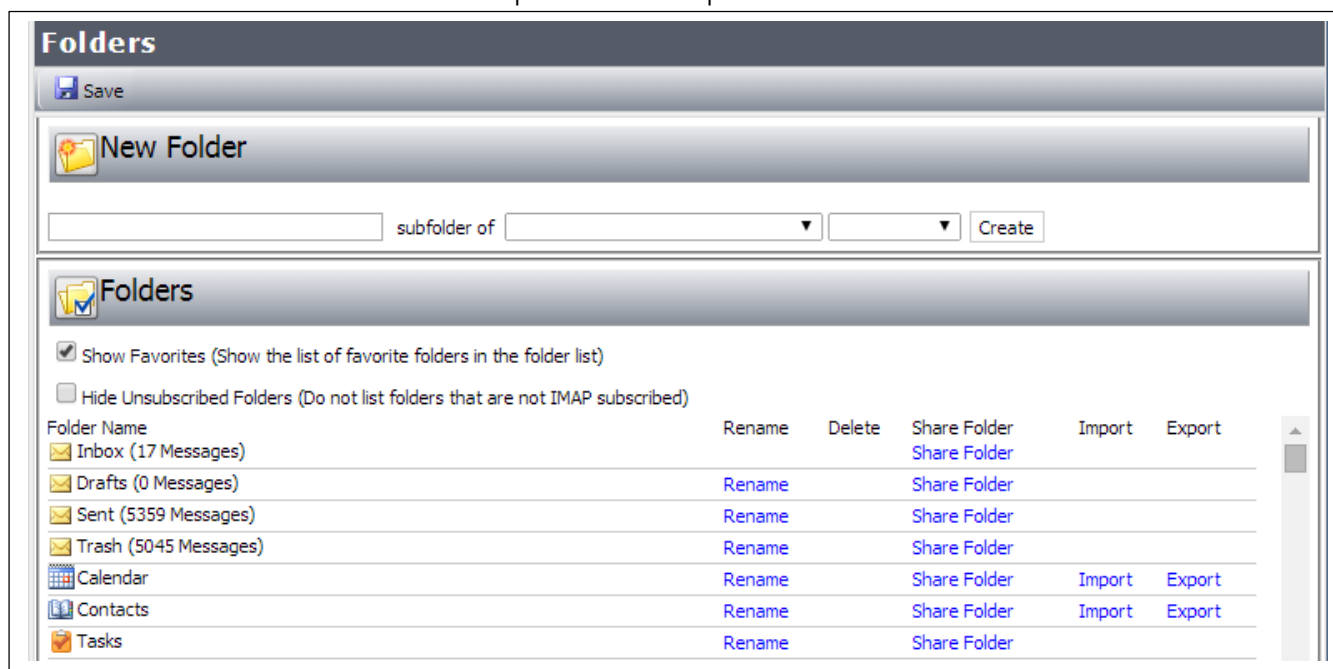 Folders
Save
New Folder
subfolder of Create
Folders
Show Favorites (Show the list of favorite folders in the folder list)
Hide Unsubscribed Folders (Do not list folders that are not IMAP subscribed)
Folder Name Rename Delete Share Folder Import Export
Inbox (17 Messages) Share Folder
Drafts (0 Messages) Rename Share Folder
Sent (5359 Messages) Rename Share Folder
Trash (5045 Messages) Rename Share Folder
Calendar Rename Share Folder Import Export
Contacts Rename Share Folder Import Export
Tasks Rename Share Folder